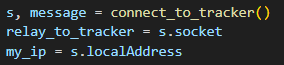 s, message = connect_to_tracker()
relay_to_tracker = s.socket
my_ip = s.localAddress